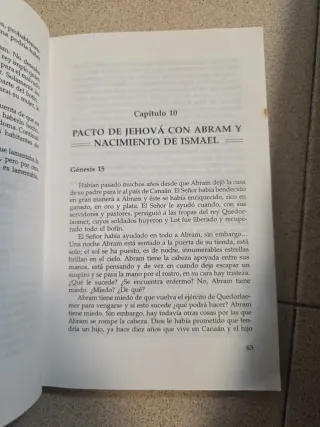 , probablemen-
Capítulo 10
PACTO DE JEHOVÁ CON ABRAM Y
NACIMIENTO DE ISMAEL
Génesis 15
Habían pasado muchos años desde que Abram dejó la casa
de su padre para ir al país de Canaán. El Señor había bendecido
en gran manera a Abram y éste se había enriquecido, rico en
ganado, en oro y plata. El Señor le ayudó cuando, con sus
servidores y pastores, persiguió a las tropas del rey Quedor-
laomer, cuyos soldados huyeron y Lot fue liberado y recupe-
rado todo el botín.
El Señor había ayudado en todo a Abram, sin embargo...
Una noche Abram está sentado a la puerta de su tienda, está
solo; el sol se ha puesto, es de noche, innumerables estrellas
brillan en el cielo. Abram tiene la cabeza apoyada entre sus
manos, está pensando y de vez en cuando deja escapar un
suspiro y se pasa la mano por el rostro, en su cara hay tristeza.
¿Qué le sucede? ¿Se encuentra enfermo? No, Abram tiene
miedo. ¿Miedo? ¿De qué?
Abram tiene miedo de que vuelva el ejército de Quedorlao-
mer para vengarse y si esto sucede ¿qué podrá hacer? Abram
tiene miedo. Sin embargo, hay todavía otras cosas por las que
Abram se rompe la cabeza. Dios le había prometido que ten-
dría un hijo, ya hace diez años que vive en Canaán y el hijo
65